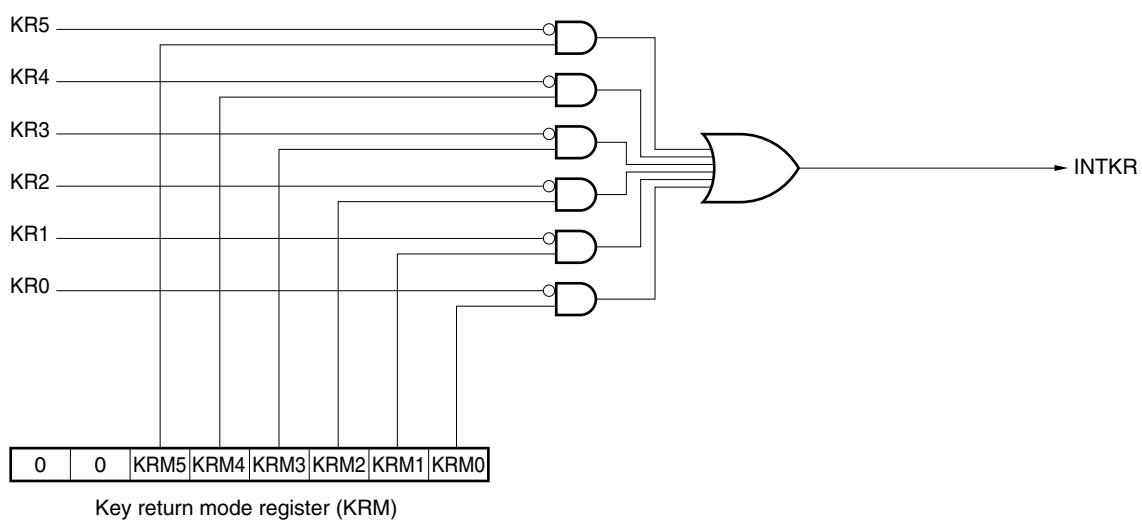 KR5
KR4
KR3
INTKR
KR2
KR1
KR0
0 0 KRM5 KRM4 KRM3 KRM2 KRM1 KRM0
Key return mode register (KRM)